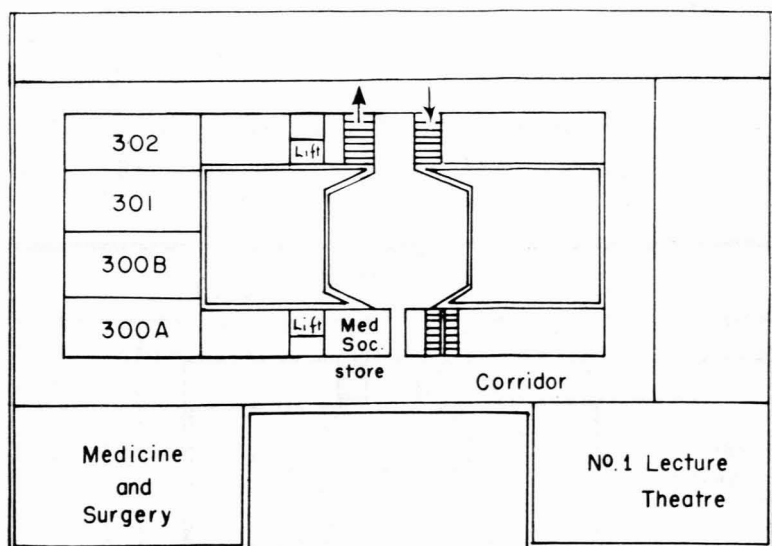 302
Lift
301
300B
300A
Lift
Med
Soc.
store
Corridor
Medicine
and
Surgery
No.1 Lecture
Theatre